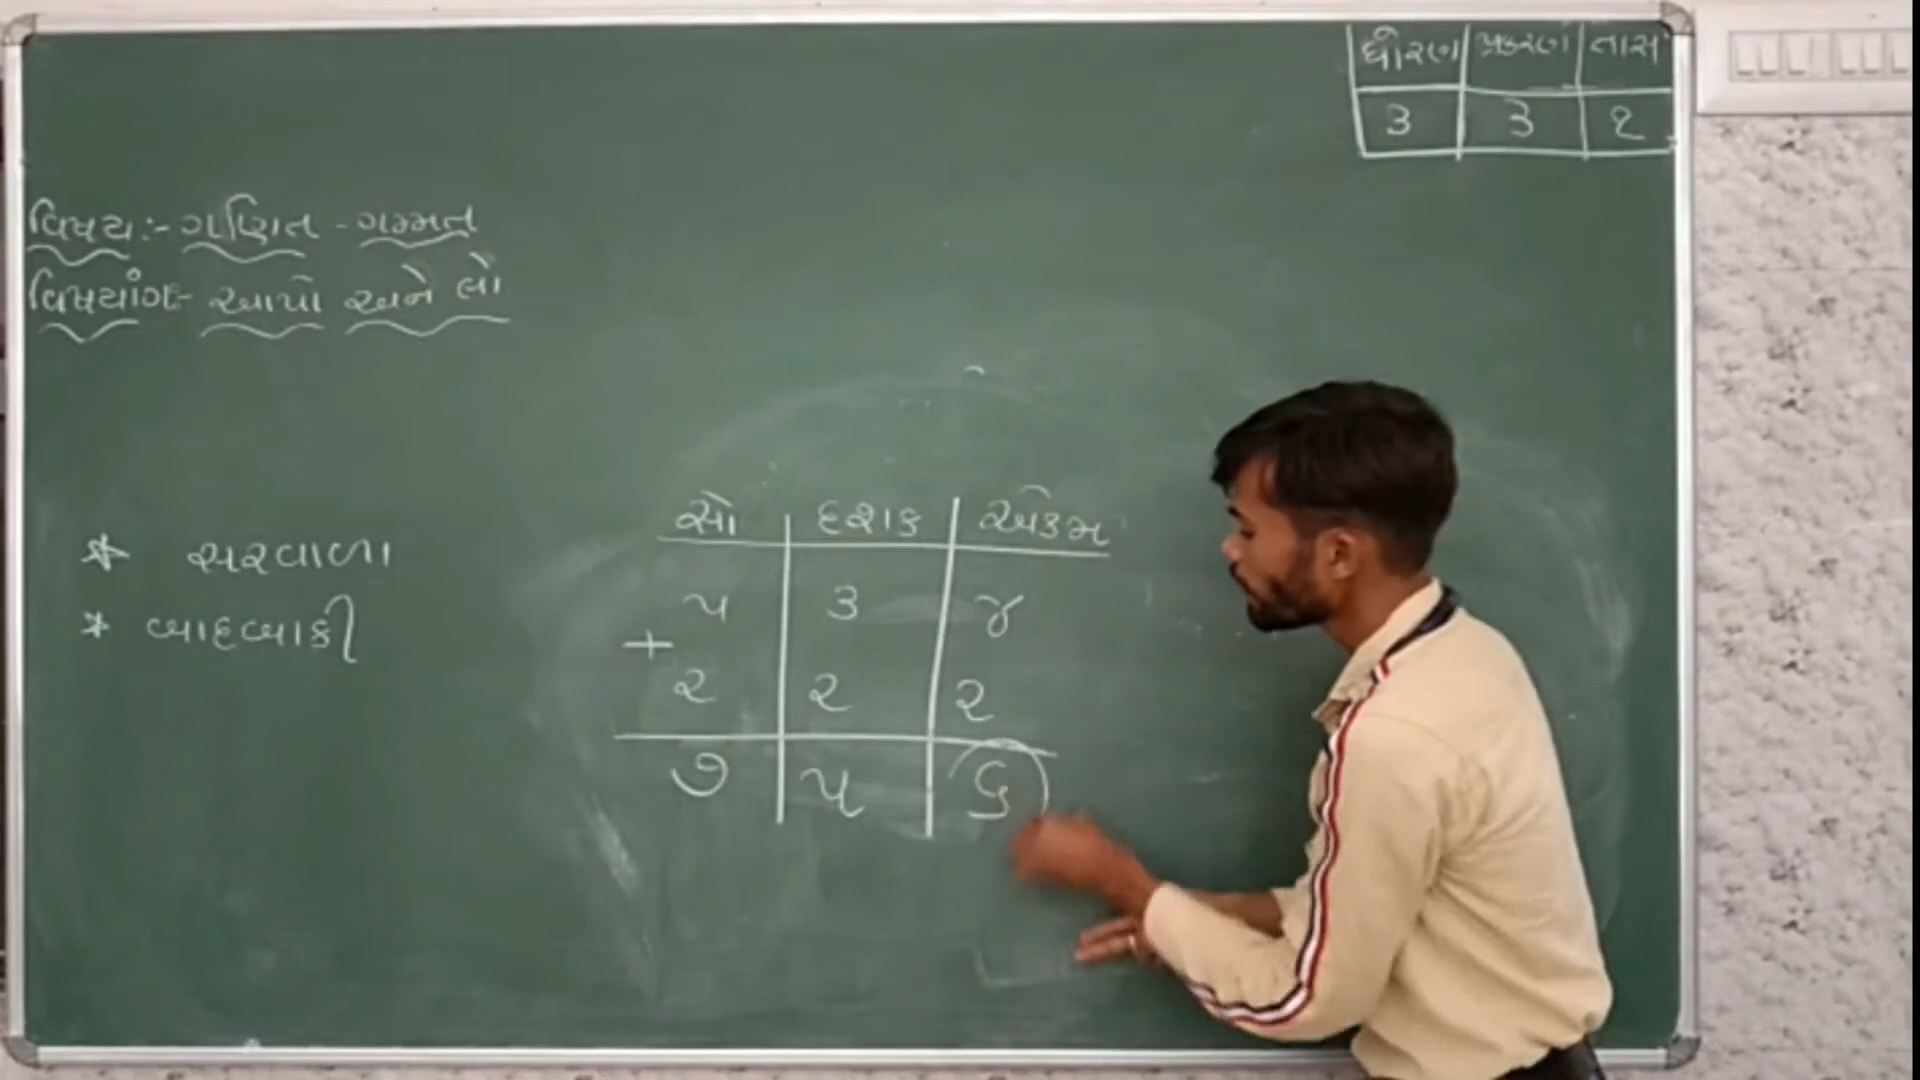 ધોરણ પ્રકરણ તાસ
૩ ૩ ૨
વિષય:- ગણિત - ગમ્મત
વિષયાંગ:- આપો અને લો
* સરવાળા
* બાદબાકી
સો દશક એકમ
૫ ૩ ૪
+
૨ ૨ ૨
૭ ૫ ૬